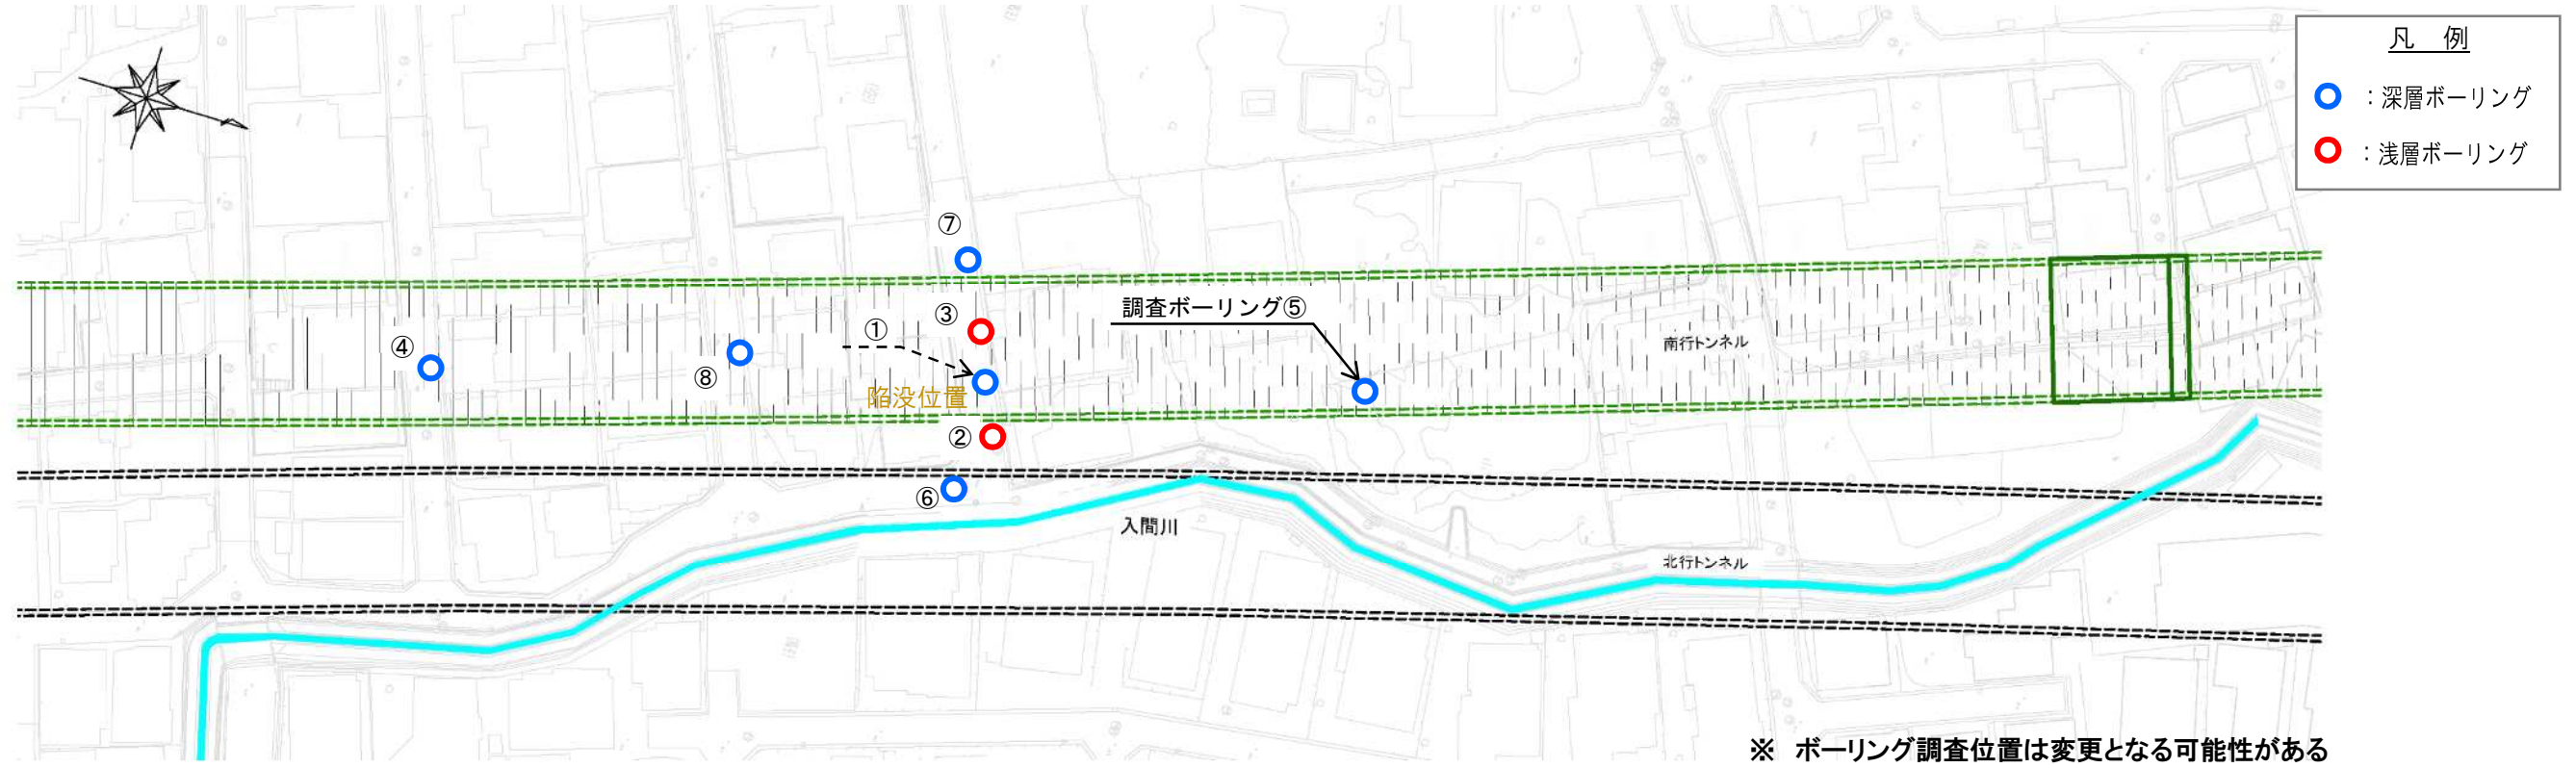 凡 例
：深層ボーリング
：浅層ボーリング
⑦
③
調査ボーリング⑤
①
④
南行トンネル
⑧
陥没位置
②
⑥
入間川
北行トンネル
※ ボーリング調査位置は変更となる可能性がある